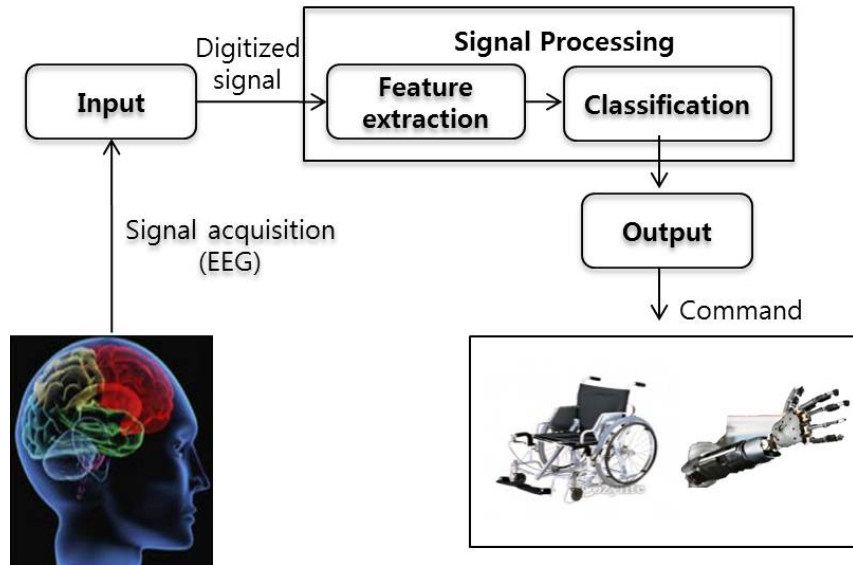 Signal Processing
Digitized
signal
Input
Feature
extraction
Classification
Signal acquisition
(EEG)
Output
Command